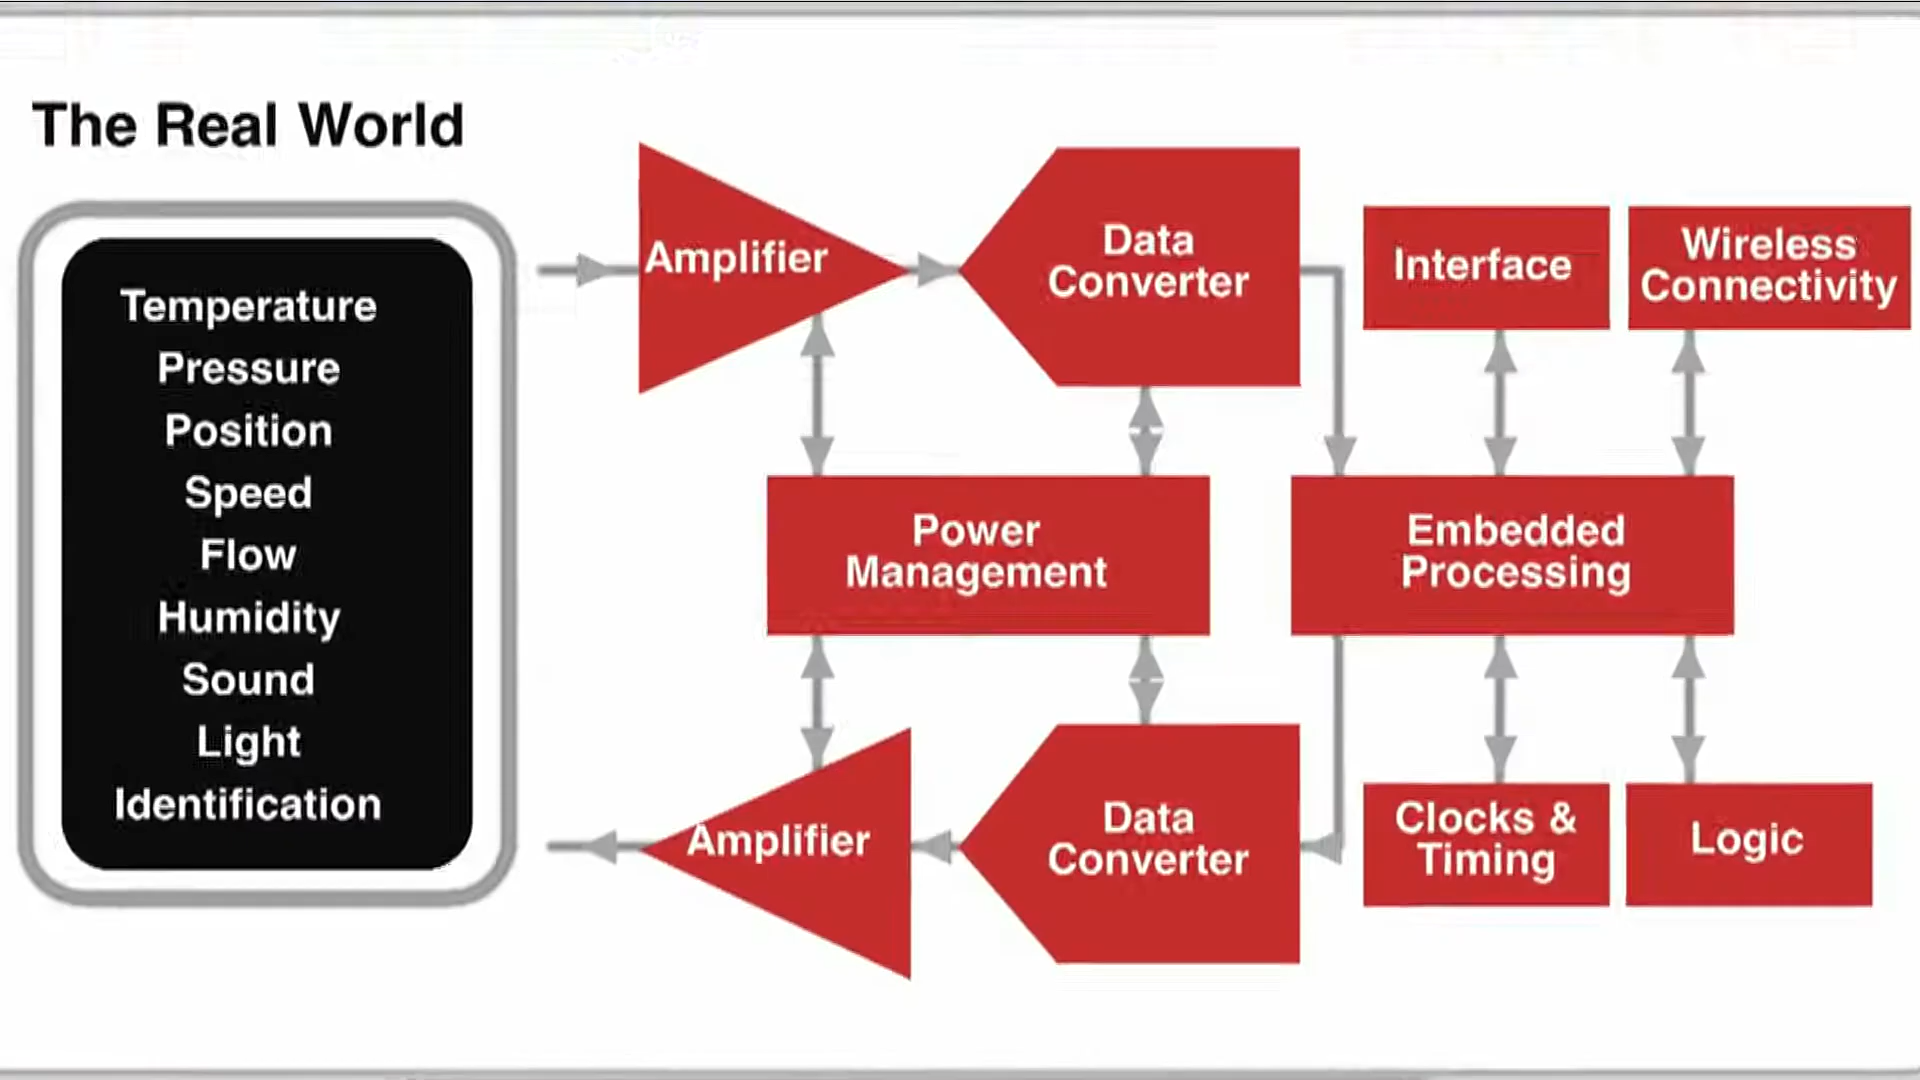 The Real World
Temperature
Pressure
Position
Speed
Flow
Humidity
Sound
Light
Identification
Amplifier
Data
Converter
Interface
Wireless
Connectivity
Power
Management
Embedded
Processing
Amplifier
Data
Converter
Clocks &
Timing
Logic